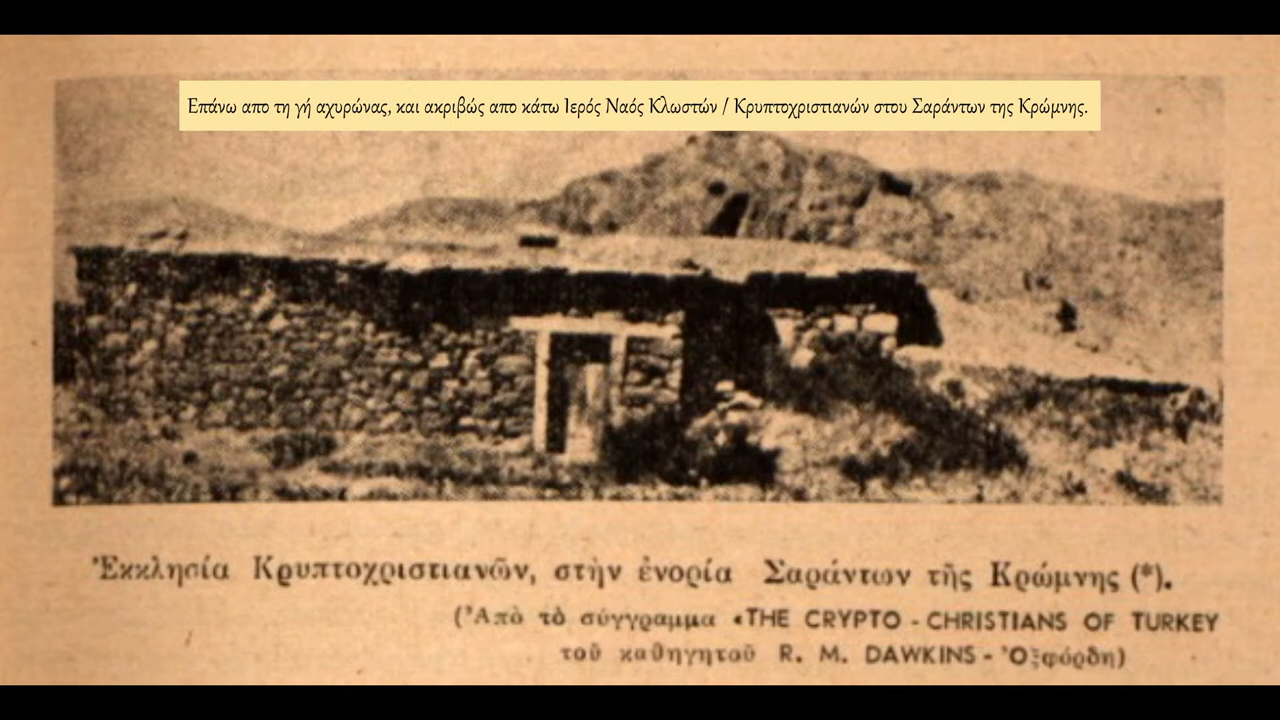 Επάνω απο τη γή αχυρώνας, και ακριβώς απο κάτω Ιερός Ναός Κλωστών / Κρυπτοχριστιανών στου Σαράντων της Κρώμνης.
Ἐκκλησία Κρυπτοχριστιανῶν, στὴν ἐνορία Σαράντων τῆς Κρώμνης (*).
(Ἀπὸ τὸ σύγγραμμα «THE CRYPTO - CHRISTIANS OF TURKEY
τοῦ καθηγητοῦ R. M. DAWKINS - Ὀξφόρδη)